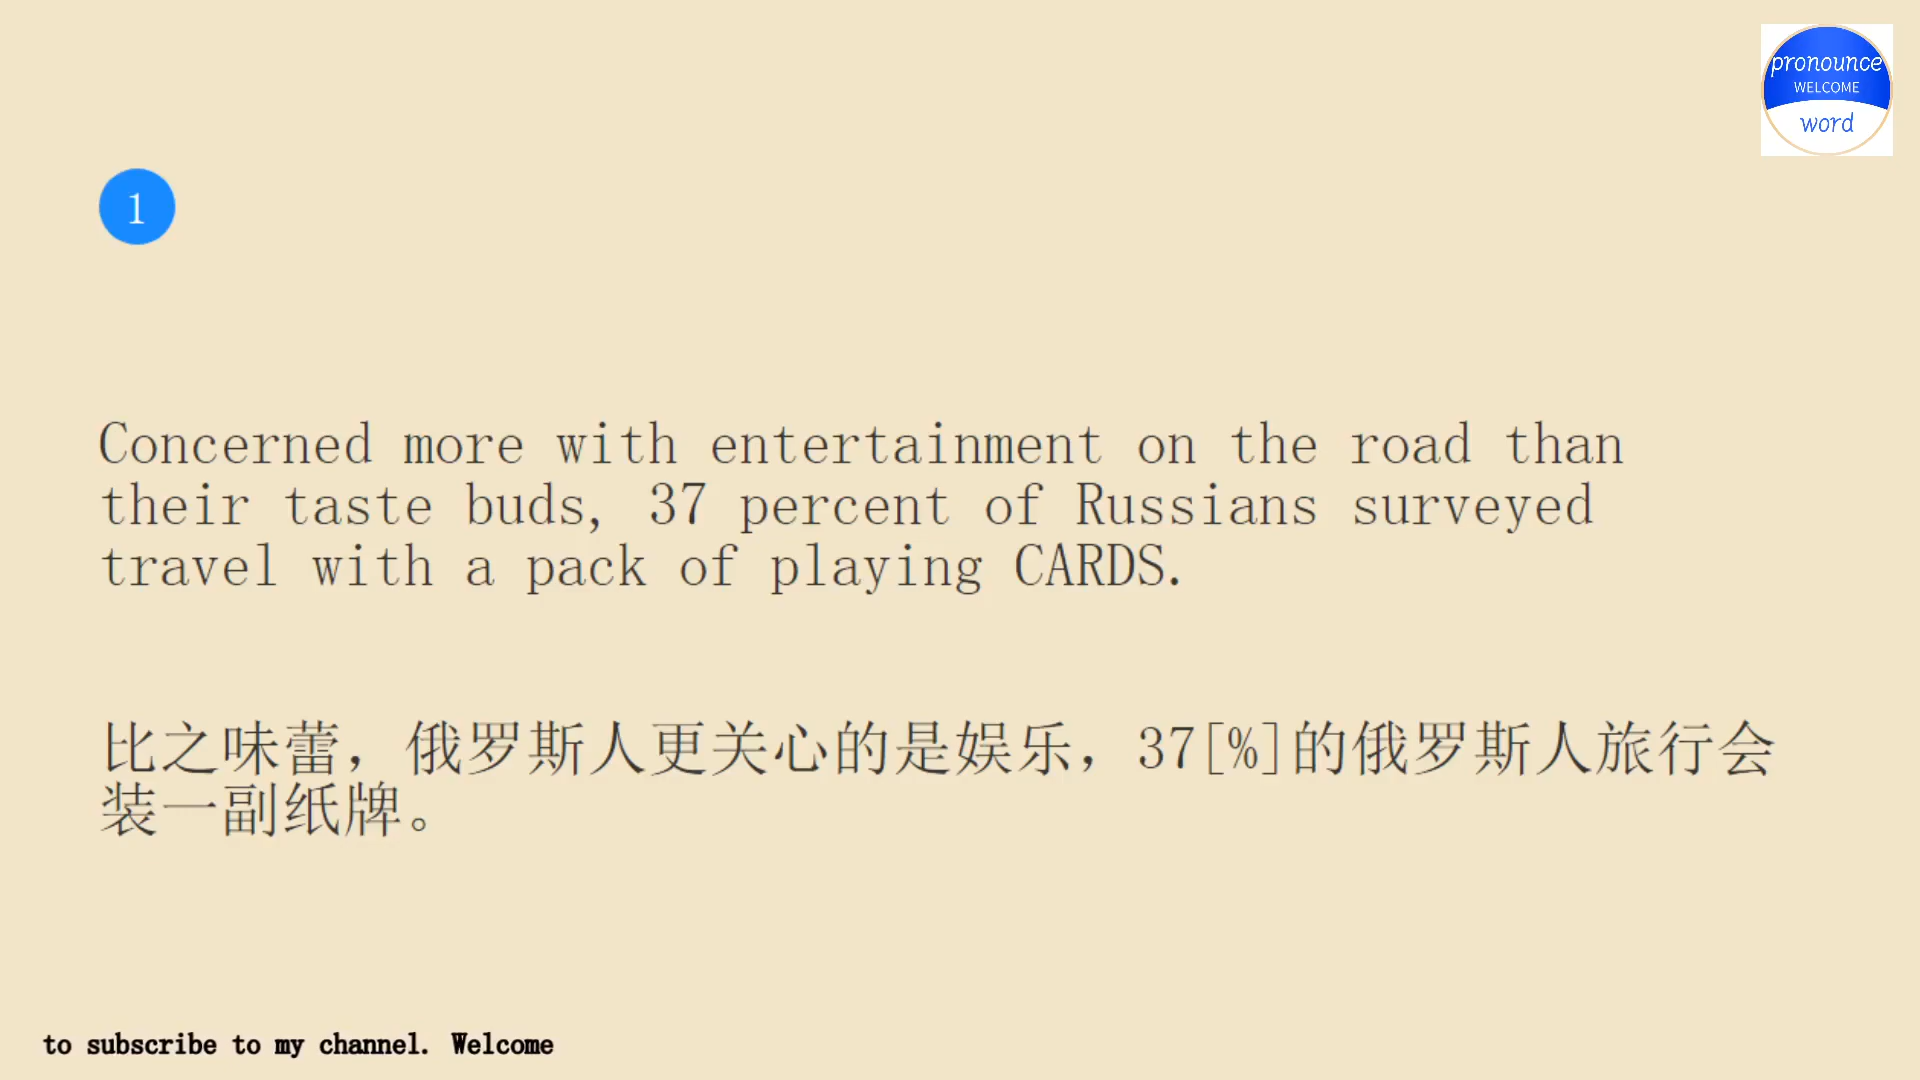 pronounce
WELCOME
word
1
Concerned more with entertainment on the road than
their taste buds, 37 percent of Russians surveyed
travel with a pack of playing CARDS.
比之味蕾，俄罗斯人更关心的是娱乐，37[%]的俄罗斯人旅行会
装一副纸牌。
to subscribe to my channel. Welcome